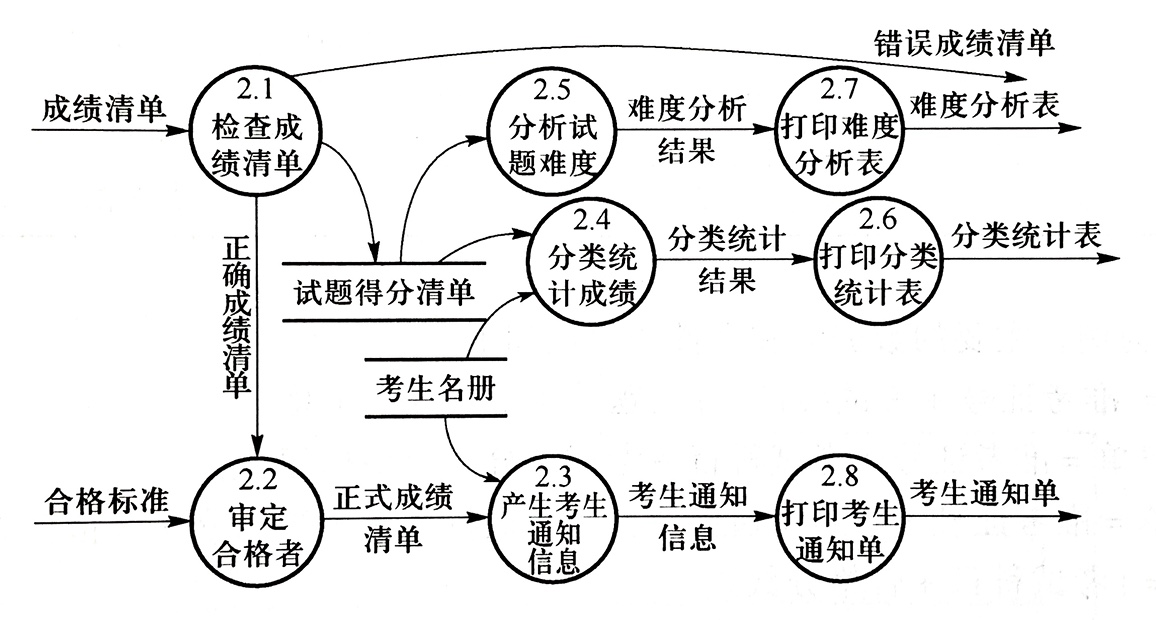 错误成绩清单
成绩清单
2.1
检查成
绩清单
2.5
分析试
题难度
难度分析
结果
2.7
打印难度
分析表
难度分析表
正确成绩清单
试题得分清单
2.4
分类统
计成绩
分类统计
结果
2.6
打印分类
统计表
分类统计表
考生名册
合格标准
2.2
审定
合格者
正式成绩
清单
2.3
产生考生
通知
信息
考生通知
信息
2.8
打印考生
通知单
考生通知单